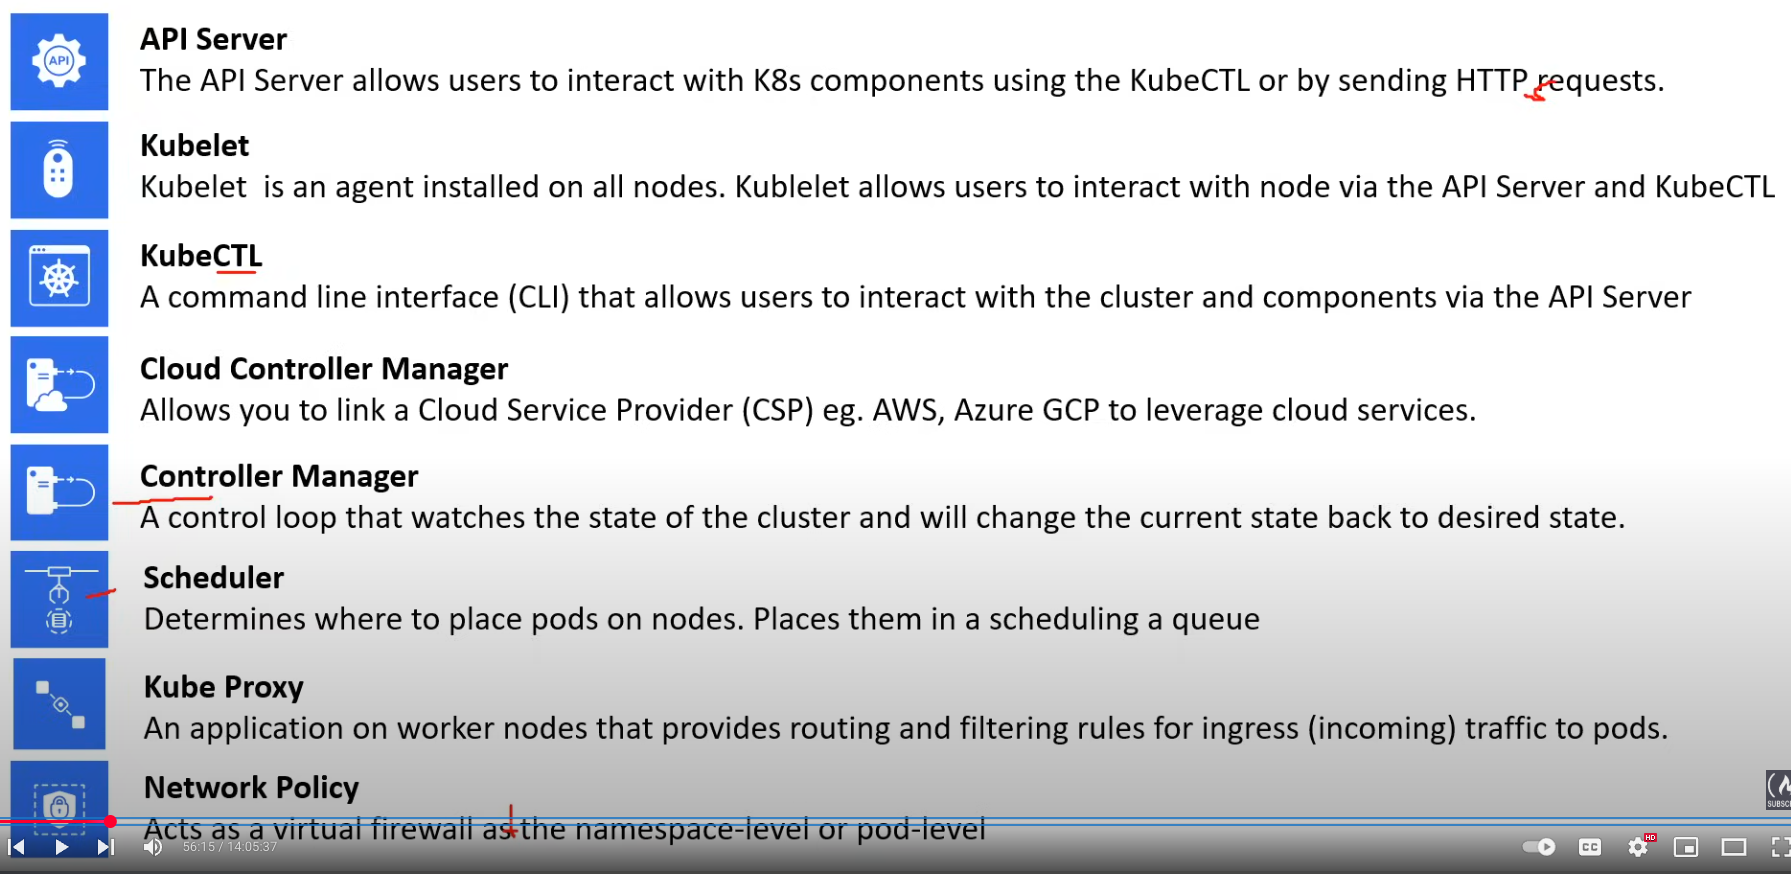 API Server
The API Server allows users to interact with K8s components using the KubeCTL or by sending HTTP requests.
API
Kubelet
Kubelet  is an agent installed on all nodes. Kublelet allows users to interact with node via the API Server and KubeCTL
KubeCTL
A command line interface (CLI) that allows users to interact with the cluster and components via the API Server
Cloud Controller Manager
Allows you to link a Cloud Service Provider (CSP) eg. AWS, Azure GCP to leverage cloud services.
Controller Manager
A control loop that watches the state of the cluster and will change the current state back to desired state.
Scheduler
Determines where to place pods on nodes. Places them in a scheduling a queue
Kube Proxy
An application on worker nodes that provides routing and filtering rules for ingress (incoming) traffic to pods.
Network Policy
Acts as a virtual firewall as the namespace-level or pod-level
SUBSC
56:15 / 14:05:37
CC
HD